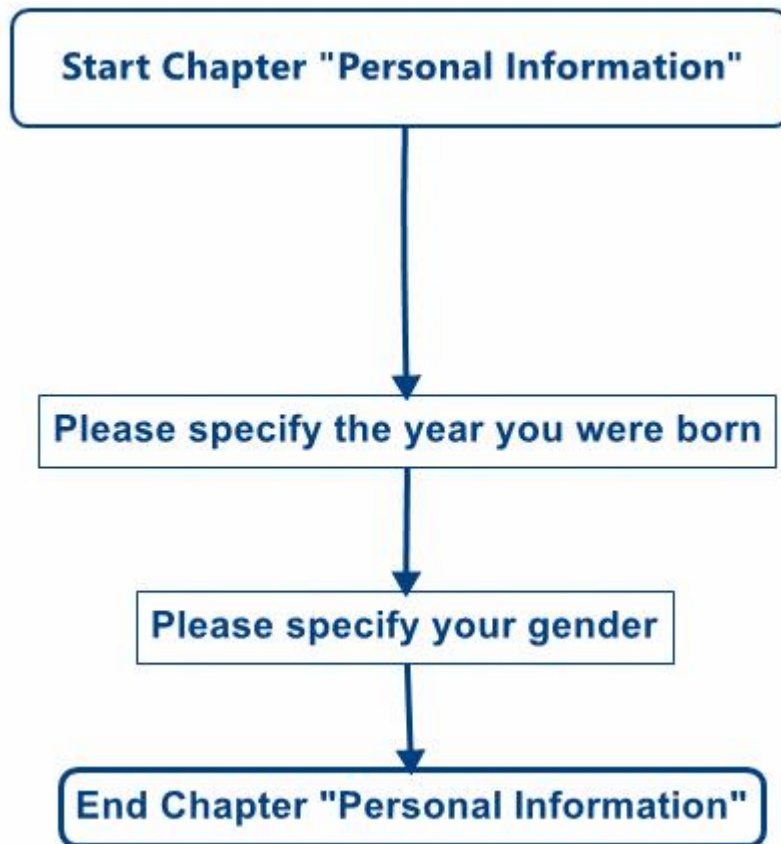 Start Chapter "Personal Information"
Please specify the year you were born
Please specify your gender
End Chapter "Personal Information"